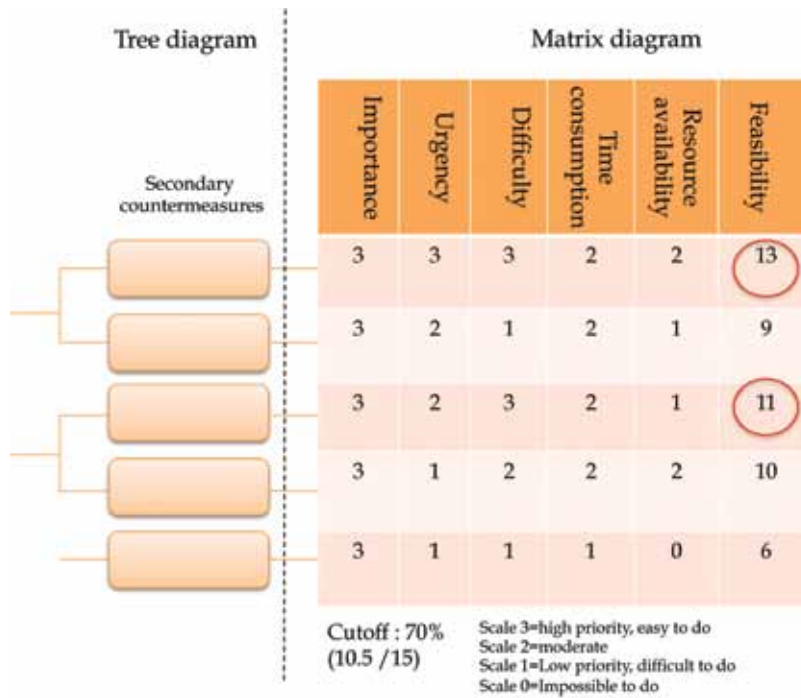 Tree diagram
Matrix diagram
Secondary
countermeasures
Importance
Urgency
Difficulty
Time
consumption
Resource
availability
Feasibility
3 3 3 2 2 13
3 2 1 2 1 9
3 2 3 2 1 11
3 1 2 2 2 10
3 1 1 1 0 6
Cutoff : 70%
(10.5 /15)
Scale 3=high priority, easy to do
Scale 2=moderate
Scale 1=Low priority, difficult to do
Scale 0=Impossible to do